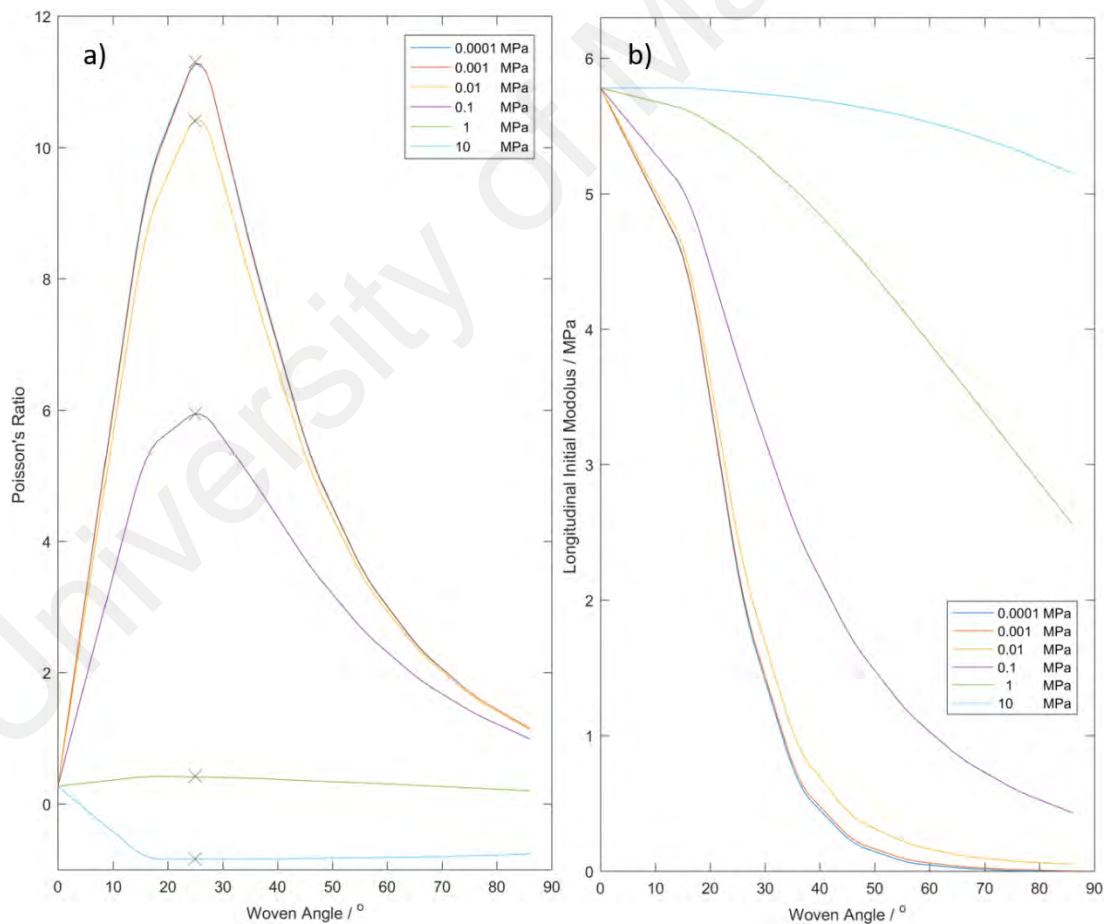 a)
12
10
8
6
4
2
0
Poisson's Ratio
0 10 20 30 40 50 60 70 80 90
Woven Angle / °
0.0001 MPa
0.001 MPa
0.01 MPa
0.1 MPa
1 MPa
10 MPa
b)
6
5
4
3
2
1
0
Longitudinal Initial Modolus / MPa
0 10 20 30 40 50 60 70 80 90
Woven Angle / °
0.0001 MPa
0.001 MPa
0.01 MPa
0.1 MPa
1 MPa
10 MPa
University of Ma